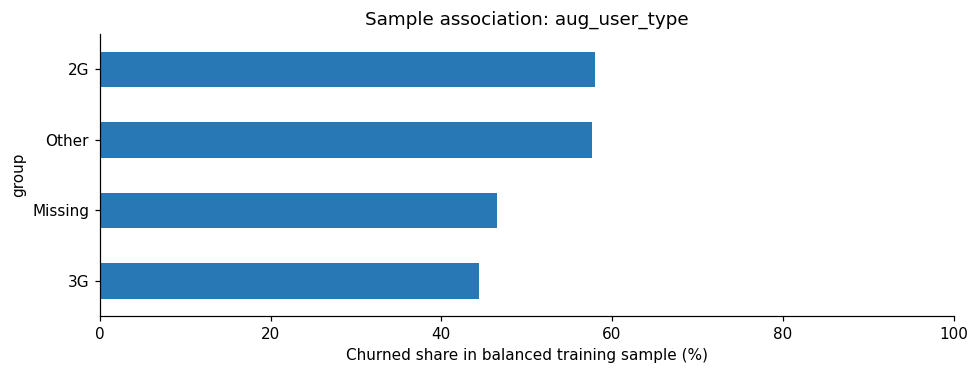 Sample association: aug_user_type
group
2G
Other
Missing
3G
0 20 40 60 80 100
Churned share in balanced training sample (%)